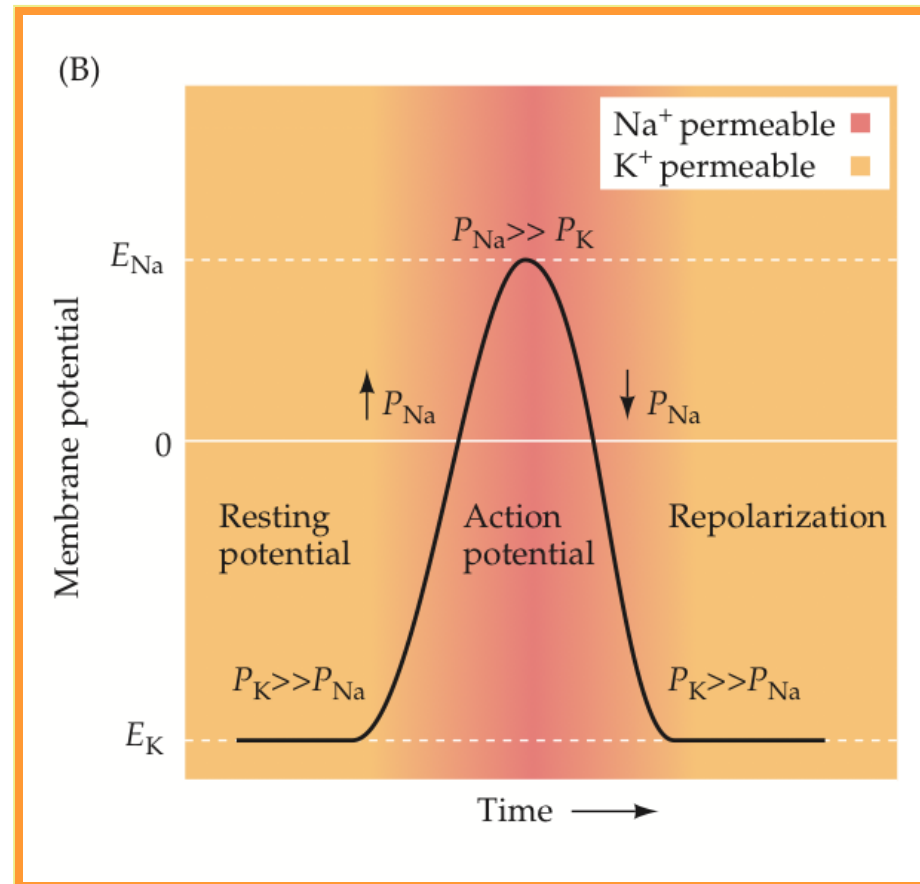 (B)
Na⁺ permeable
K⁺ permeable
P_Na>> P_K
E_Na
↑ P_Na
↓ P_Na
0
Membrane potential
Resting
potential
Action
potential
Repolarization
P_K>>P_Na
P_K>>P_Na
E_K
Time →